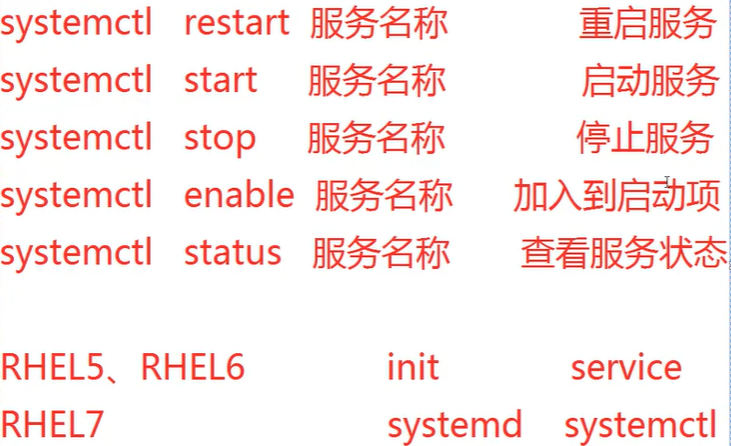 systemctl restart 服务名称 重启服务
systemctl start 服务名称 启动服务
systemctl stop 服务名称 停止服务
systemctl enable 服务名称 加入到启动项
systemctl status 服务名称 查看服务状态
RHEL5、RHEL6 init service
RHEL7 systemd systemctl